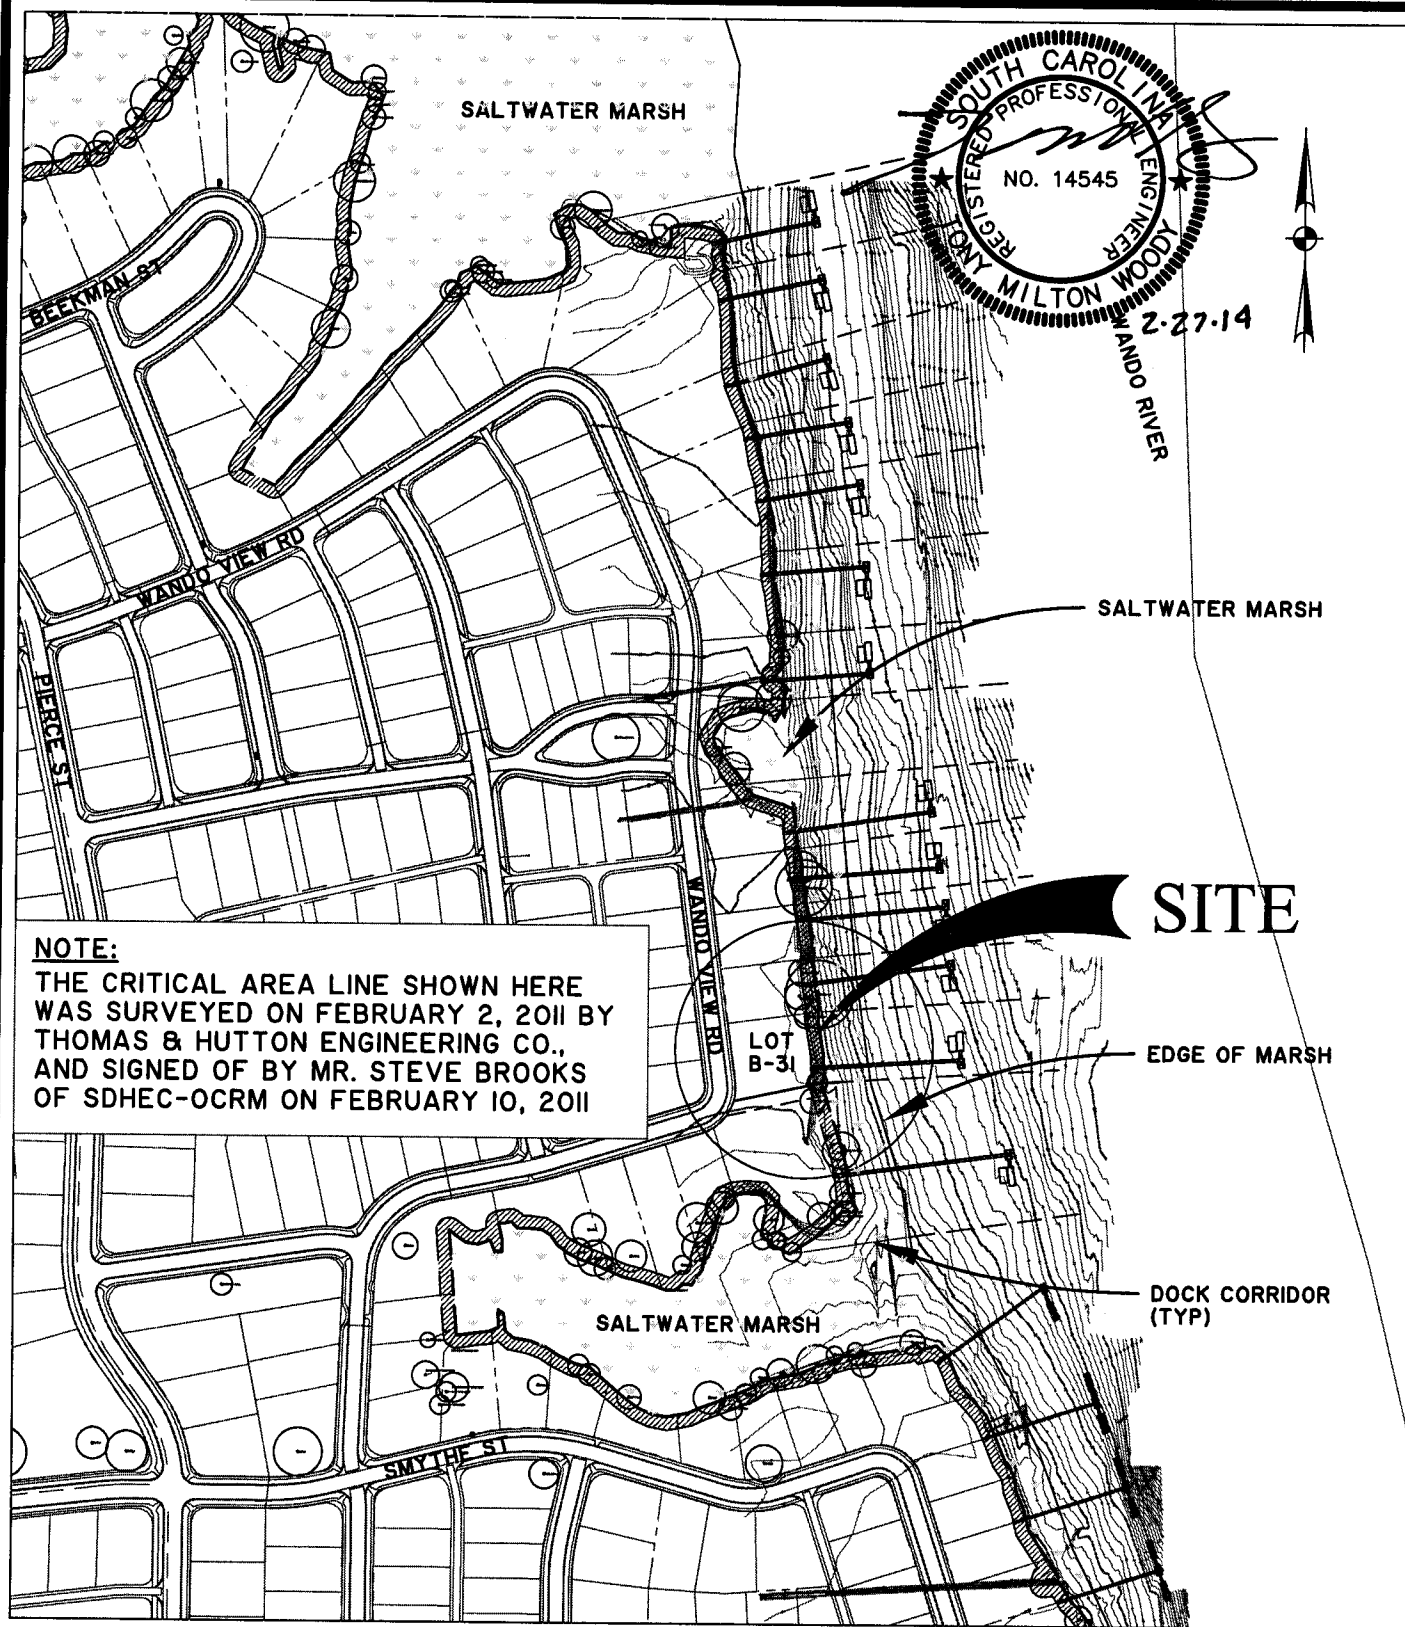 SALTWATER MARSH
SOUTH CAROLINA
REGISTERED PROFESSIONAL ENGINEER
NO. 14545
TONY MILTON WOODY
2-27-14
WANDO RIVER
BEEKMAN ST
WANDO VIEW RD
SALTWATER MARSH
PIERCE ST
SITE
WANDO VIEW RD
NOTE:
THE CRITICAL AREA LINE SHOWN HERE
WAS SURVEYED ON FEBRUARY 2, 2011 BY
THOMAS & HUTTON ENGINEERING CO.,
AND SIGNED OF BY MR. STEVE BROOKS
OF SDHEC-OCRM ON FEBRUARY 10, 2011
LOT
B-31
EDGE OF MARSH
DOCK CORRIDOR
(TYP)
SALTWATER MARSH
SMYTHE ST